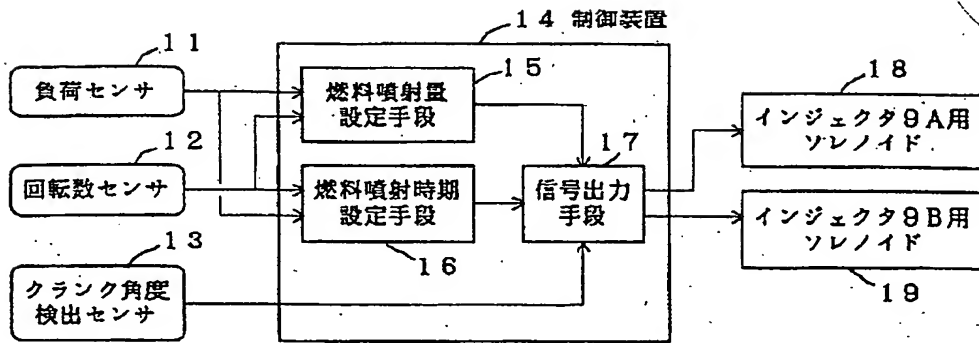 11
負荷センサ
12
回転数センサ
13
クランク角度
検出センサ
14 制御装置
15
燃料噴射量
設定手段
燃料噴射時期
設定手段
16
17
信号出力
手段
18
インジェクタ9A用
ソレノイド
インジェクタ9B用
ソレノイド
19